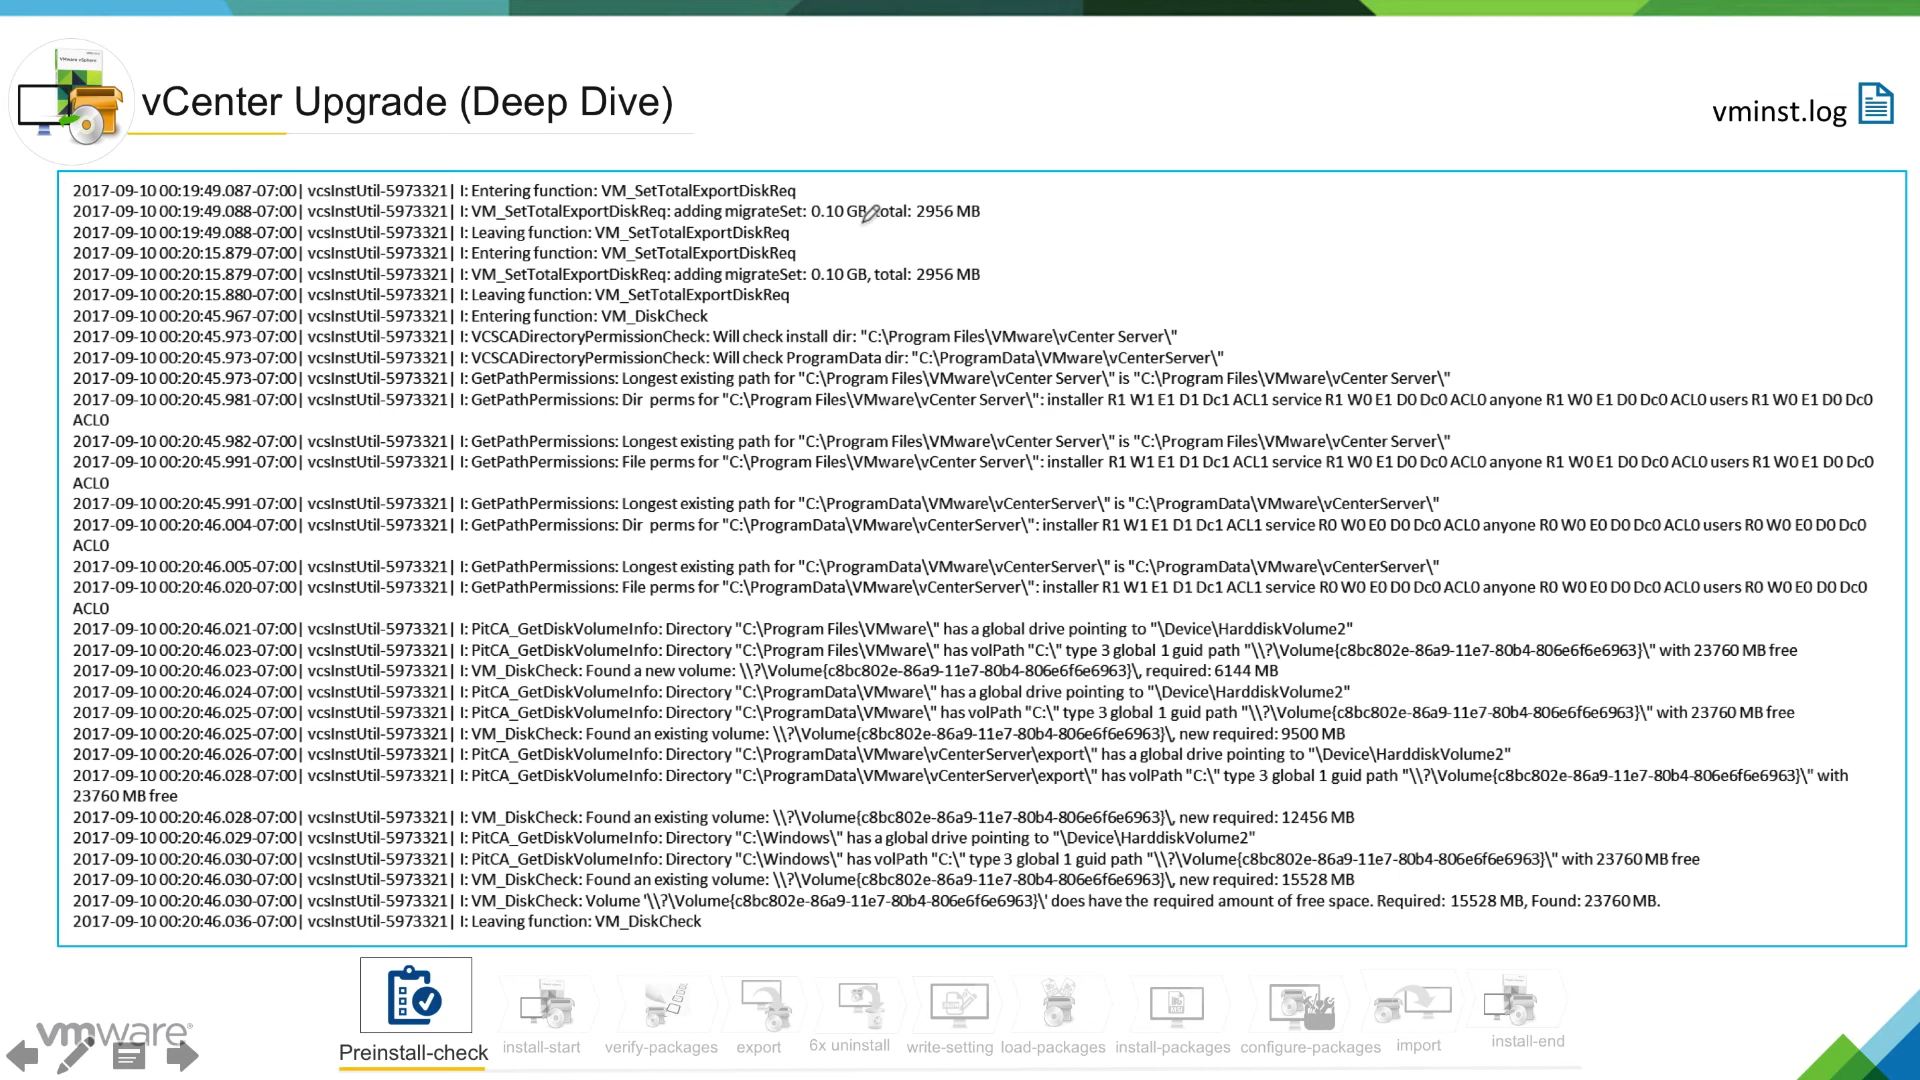 vCenter Upgrade (Deep Dive)
vminst.log
2017-09-10 00:19:49.087-07:00| vcsInstUtil-5973321| I: Entering function: VM_SetTotalExportDiskReq
2017-09-10 00:19:49.088-07:00| vcsInstUtil-5973321| I: VM_SetTotalExportDiskReq: adding migrateSet: 0.10 GB, total: 2956 MB
2017-09-10 00:19:49.088-07:00| vcsInstUtil-5973321| I: Leaving function: VM_SetTotalExportDiskReq
2017-09-10 00:20:15.879-07:00| vcsInstUtil-5973321| I: Entering function: VM_SetTotalExportDiskReq
2017-09-10 00:20:15.879-07:00| vcsInstUtil-5973321| I: VM_SetTotalExportDiskReq: adding migrateSet: 0.10 GB, total: 2956 MB
2017-09-10 00:20:15.880-07:00| vcsInstUtil-5973321| I: Leaving function: VM_SetTotalExportDiskReq
2017-09-10 00:20:45.967-07:00| vcsInstUtil-5973321| I: Entering function: VM_DiskCheck
2017-09-10 00:20:45.973-07:00| vcsInstUtil-5973321| I: VCSCADirectoryPermissionCheck: Will check install dir: "C:\Program Files\VMware\vCenter Server\"
2017-09-10 00:20:45.973-07:00| vcsInstUtil-5973321| I: VCSCADirectoryPermissionCheck: Will check ProgramData dir: "C:\ProgramData\VMware\vCenterServer\"
2017-09-10 00:20:45.973-07:00| vcsInstUtil-5973321| I: GetPathPermissions: Longest existing path for "C:\Program Files\VMware\vCenter Server\" is "C:\Program Files\VMware\vCenter Server\"
2017-09-10 00:20:45.981-07:00| vcsInstUtil-5973321| I: GetPathPermissions: Dir perms for "C:\Program Files\VMware\vCenter Server\": installer R1 W1 E1 D1 Dc1 ACL1 service R1 W0 E1 D0 Dc0 ACL0 anyone R1 W0 E1 D0 Dc0 ACL0 users R1 W0 E1 D0 Dc0
ACL0
2017-09-10 00:20:45.982-07:00| vcsInstUtil-5973321| I: GetPathPermissions: Longest existing path for "C:\Program Files\VMware\vCenter Server\" is "C:\Program Files\VMware\vCenter Server\"
2017-09-10 00:20:45.991-07:00| vcsInstUtil-5973321| I: GetPathPermissions: File perms for "C:\Program Files\VMware\vCenter Server\": installer R1 W1 E1 D1 Dc1 ACL1 service R1 W0 E1 D0 Dc0 ACL0 anyone R1 W0 E1 D0 Dc0 ACL0 users R1 W0 E1 D0 Dc0
ACL0
2017-09-10 00:20:45.991-07:00| vcsInstUtil-5973321| I: GetPathPermissions: Longest existing path for "C:\ProgramData\VMware\vCenterServer\" is "C:\ProgramData\VMware\vCenterServer\"
2017-09-10 00:20:46.004-07:00| vcsInstUtil-5973321| I: GetPathPermissions: Dir perms for "C:\ProgramData\VMware\vCenterServer\": installer R1 W1 E1 D1 Dc1 ACL1 service R0 W0 E0 D0 Dc0 ACL0 anyone R0 W0 E0 D0 Dc0 ACL0 users R0 W0 E0 D0 Dc0
ACL0
2017-09-10 00:20:46.005-07:00| vcsInstUtil-5973321| I: GetPathPermissions: Longest existing path for "C:\ProgramData\VMware\vCenterServer\" is "C:\ProgramData\VMware\vCenterServer\"
2017-09-10 00:20:46.020-07:00| vcsInstUtil-5973321| I: GetPathPermissions: File perms for "C:\ProgramData\VMware\vCenterServer\": installer R1 W1 E1 D1 Dc1 ACL1 service R0 W0 E0 D0 Dc0 ACL0 anyone R0 W0 E0 D0 Dc0 ACL0 users R0 W0 E0 D0 Dc0
ACL0
2017-09-10 00:20:46.021-07:00| vcsInstUtil-5973321| I: PitCA_GetDiskVolumeInfo: Directory "C:\Program Files\VMware\" has a global drive pointing to "\Device\HarddiskVolume2"
2017-09-10 00:20:46.023-07:00| vcsInstUtil-5973321| I: PitCA_GetDiskVolumeInfo: Directory "C:\Program Files\VMware\" has volPath "C:\" type 3 global 1 guid path "\\?\Volume{c8bc802e-86a9-11e7-80b4-806e6f6e6963}\" with 23760 MB free
2017-09-10 00:20:46.023-07:00| vcsInstUtil-5973321| I: VM_DiskCheck: Found a new volume: \\?\Volume{c8bc802e-86a9-11e7-80b4-806e6f6e6963}\, required: 6144 MB
2017-09-10 00:20:46.024-07:00| vcsInstUtil-5973321| I: PitCA_GetDiskVolumeInfo: Directory "C:\ProgramData\VMware\" has a global drive pointing to "\Device\HarddiskVolume2"
2017-09-10 00:20:46.025-07:00| vcsInstUtil-5973321| I: PitCA_GetDiskVolumeInfo: Directory "C:\ProgramData\VMware\" has volPath "C:\" type 3 global 1 guid path "\\?\Volume{c8bc802e-86a9-11e7-80b4-806e6f6e6963}\" with 23760 MB free
2017-09-10 00:20:46.025-07:00| vcsInstUtil-5973321| I: VM_DiskCheck: Found an existing volume: \\?\Volume{c8bc802e-86a9-11e7-80b4-806e6f6e6963}\, new required: 9500 MB
2017-09-10 00:20:46.026-07:00| vcsInstUtil-5973321| I: PitCA_GetDiskVolumeInfo: Directory "C:\ProgramData\VMware\vCenterServer\export\" has a global drive pointing to "\Device\HarddiskVolume2"
2017-09-10 00:20:46.028-07:00| vcsInstUtil-5973321| I: PitCA_GetDiskVolumeInfo: Directory "C:\ProgramData\VMware\vCenterServer\export\" has volPath "C:\" type 3 global 1 guid path "\\?\Volume{c8bc802e-86a9-11e7-80b4-806e6f6e6963}\" with
23760 MB free
2017-09-10 00:20:46.028-07:00| vcsInstUtil-5973321| I: VM_DiskCheck: Found an existing volume: \\?\Volume{c8bc802e-86a9-11e7-80b4-806e6f6e6963}\, new required: 12456 MB
2017-09-10 00:20:46.029-07:00| vcsInstUtil-5973321| I: PitCA_GetDiskVolumeInfo: Directory "C:\Windows\" has a global drive pointing to "\Device\HarddiskVolume2"
2017-09-10 00:20:46.030-07:00| vcsInstUtil-5973321| I: PitCA_GetDiskVolumeInfo: Directory "C:\Windows\" has volPath "C:\" type 3 global 1 guid path "\\?\Volume{c8bc802e-86a9-11e7-80b4-806e6f6e6963}\" with 23760 MB free
2017-09-10 00:20:46.030-07:00| vcsInstUtil-5973321| I: VM_DiskCheck: Found an existing volume: \\?\Volume{c8bc802e-86a9-11e7-80b4-806e6f6e6963}\, new required: 15528 MB
2017-09-10 00:20:46.030-07:00| vcsInstUtil-5973321| I: VM_DiskCheck: Volume '\\?\Volume{c8bc802e-86a9-11e7-80b4-806e6f6e6963}\' does have the required amount of free space. Required: 15528 MB, Found: 23760 MB.
2017-09-10 00:20:46.036-07:00| vcsInstUtil-5973321| I: Leaving function: VM_DiskCheck
vmware®
Preinstall-check
install-start
verify-packages
export
6x uninstall
write-setting
load-packages
install-packages
configure-packages
import
install-end